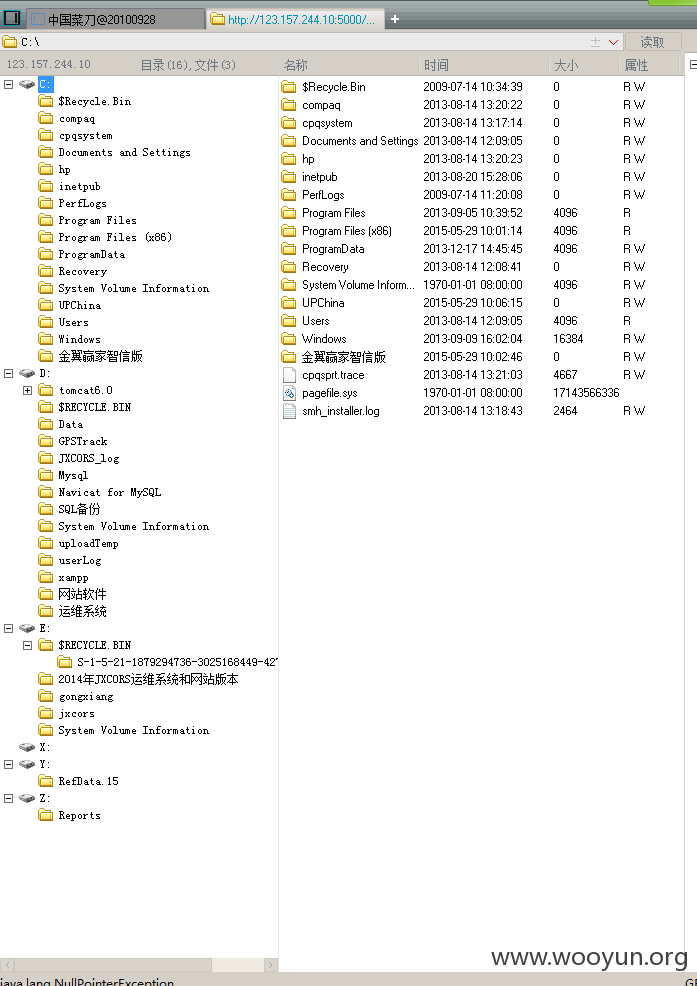 中国菜刀@20100928
http://123.157.244.10:5000/...
+
C:\
读取
123.157.244.10 目录(16),文件(3)
名称 时间 大小 属性
C:
$Recycle.Bin
compaq
cpqsystem
Documents and Settings
hp
inetpub
PerfLogs
Program Files
Program Files (x86)
ProgramData
Recovery
System Volume Information
UPChina
Users
Windows
金翼赢家智信版
D:
tomcat6.0
$RECYCLE.BIN
Data
GPSTrack
JXCORS_log
Mysql
Navicat for MySQL
SQL备份
System Volume Information
uploadTemp
userLog
xampp
网站软件
运维系统
E:
$RECYCLE.BIN
S-1-5-21-1879294736-3025168449-427
2014年JXCORS运维系统和网站版本
gongxiang
jxcors
System Volume Information
X:
Y:
RefData.15
Z:
Reports
$Recycle.Bin 2009-07-14 10:34:39 0 R W
compaq 2013-08-14 13:20:22 0 R W
cpqsystem 2013-08-14 13:17:14 0 R W
Documents and Settings 2013-08-14 12:09:05 0 R W
hp 2013-08-14 13:20:23 0 R W
inetpub 2013-08-20 15:28:06 0 R W
PerfLogs 2009-07-14 11:20:08 0 R W
Program Files 2013-09-05 10:39:52 4096 R
Program Files (x86) 2015-05-29 10:01:14 4096 R
ProgramData 2013-12-17 14:45:45 4096 R W
Recovery 2013-08-14 12:08:41 0 R W
System Volume Inform... 1970-01-01 08:00:00 4096 R W
UPChina 2015-05-29 10:06:15 0 R W
Users 2013-08-14 12:09:05 4096 R
Windows 2013-09-09 16:02:04 16384 R W
金翼赢家智信版 2015-05-29 10:02:46 0 R W
cpqsprt.trace 2013-08-14 13:21:03 4667 R W
pagefile.sys 1970-01-01 08:00:00 17143566336
smh_installer.log 2013-08-14 13:18:43 2464 R W
www.wooyun.org
java.lang.NullPointerException